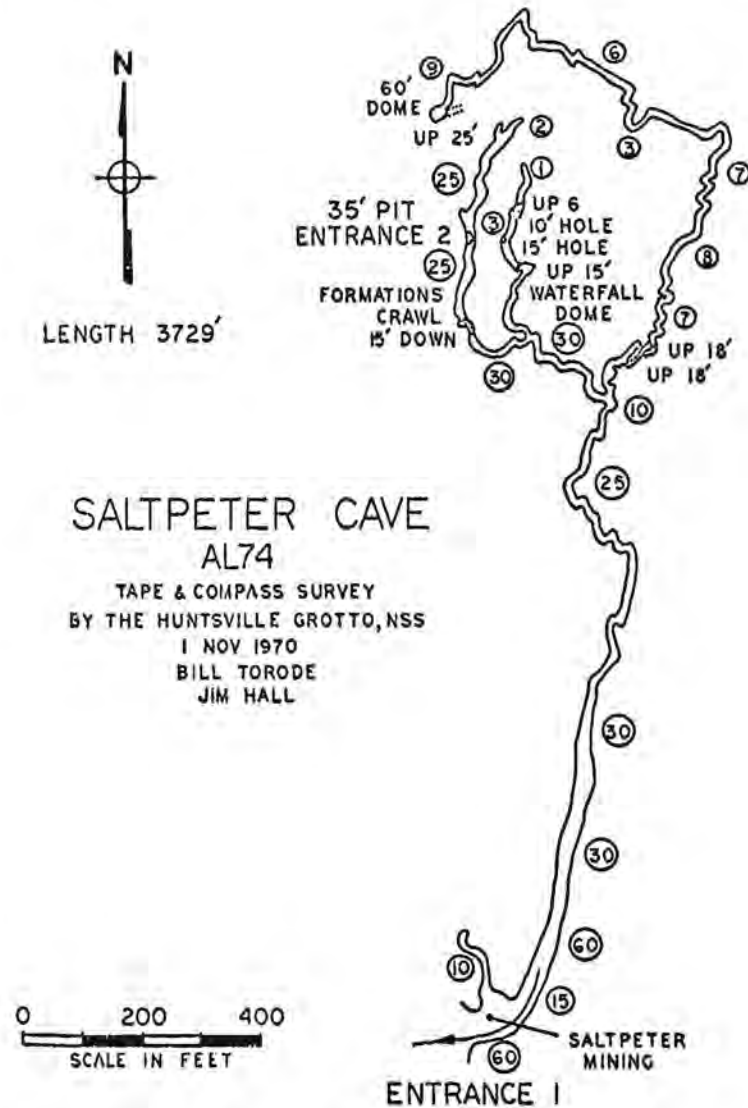 N
LENGTH 3729'
9
6
60'
DOME
UP 25'
2
3
7
25
1
35' PIT
ENTRANCE 2
3
UP 6
10' HOLE
15' HOLE
8
25
UP 15'
WATERFALL
DOME
FORMATIONS
CRAWL
15' DOWN
7
30
30
UP 18'
UP 18'
10
25
SALTPETER CAVE
AL74
TAPE & COMPASS SURVEY
BY THE HUNTSVILLE GROTTO, NSS
1 NOV 1970
BILL TORODE
JIM HALL
30
30
60
10
15
0 200 400
SCALE IN FEET
60
SALTPETER
MINING
ENTRANCE 1